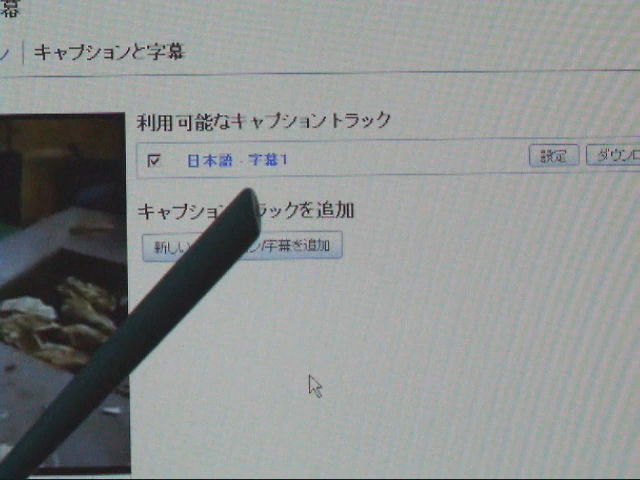 幕
キャプションと字幕
利用可能なキャプショントラック
日本語 - 字幕1
設定
ダウンロ
キャプション ラックを追加
新しい ン/字幕を追加